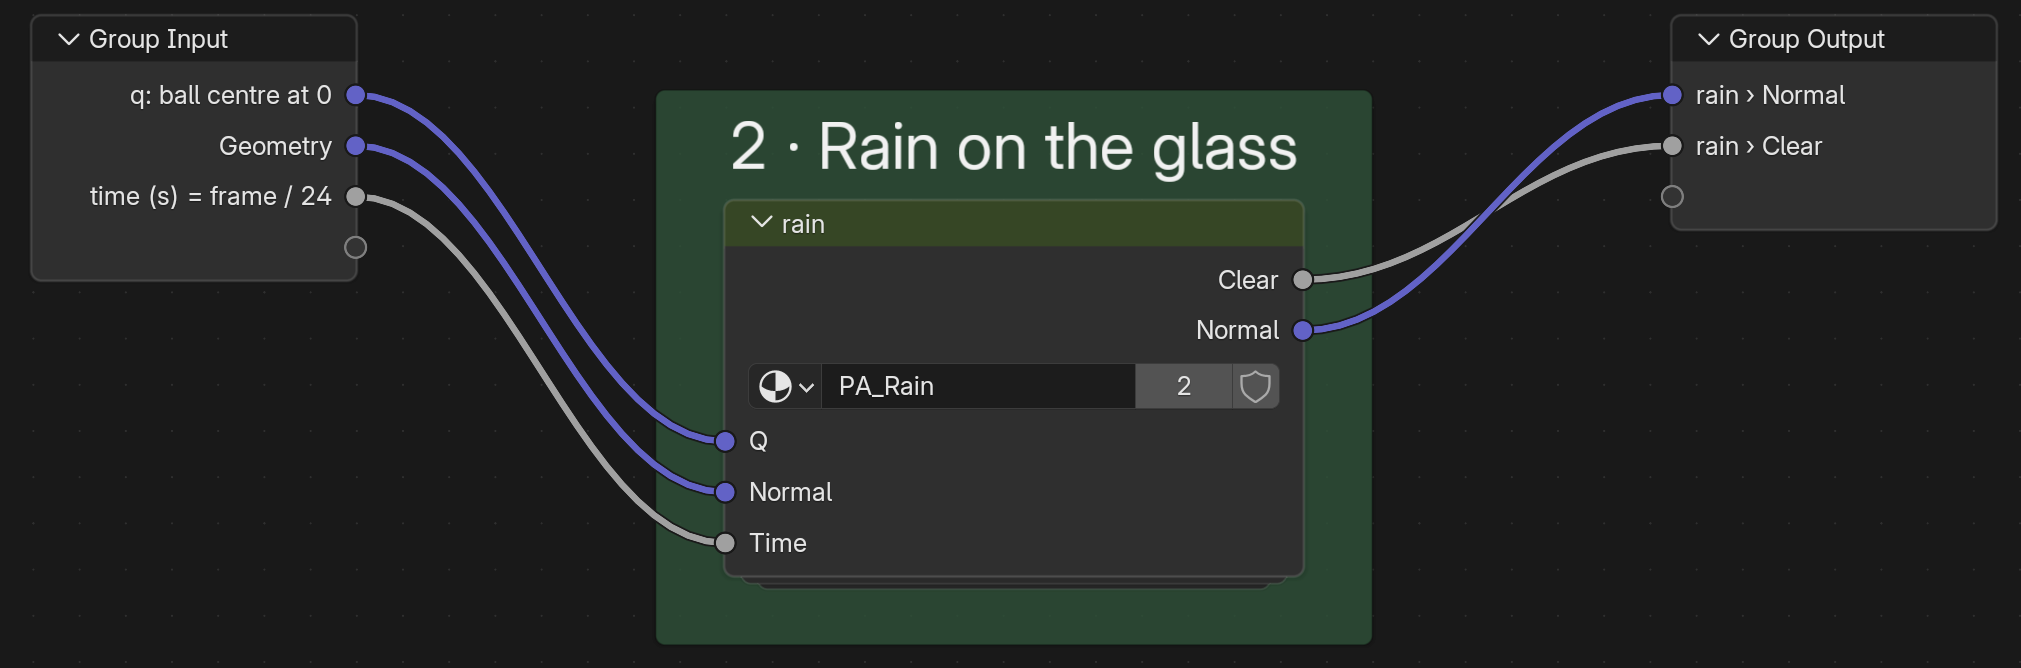 Group Input
q: ball centre at 0
Geometry
time (s) = frame / 24
2 · Rain on the glass
rain
Clear
Normal
PA_Rain
2
Q
Normal
Time
Group Output
rain › Normal
rain › Clear